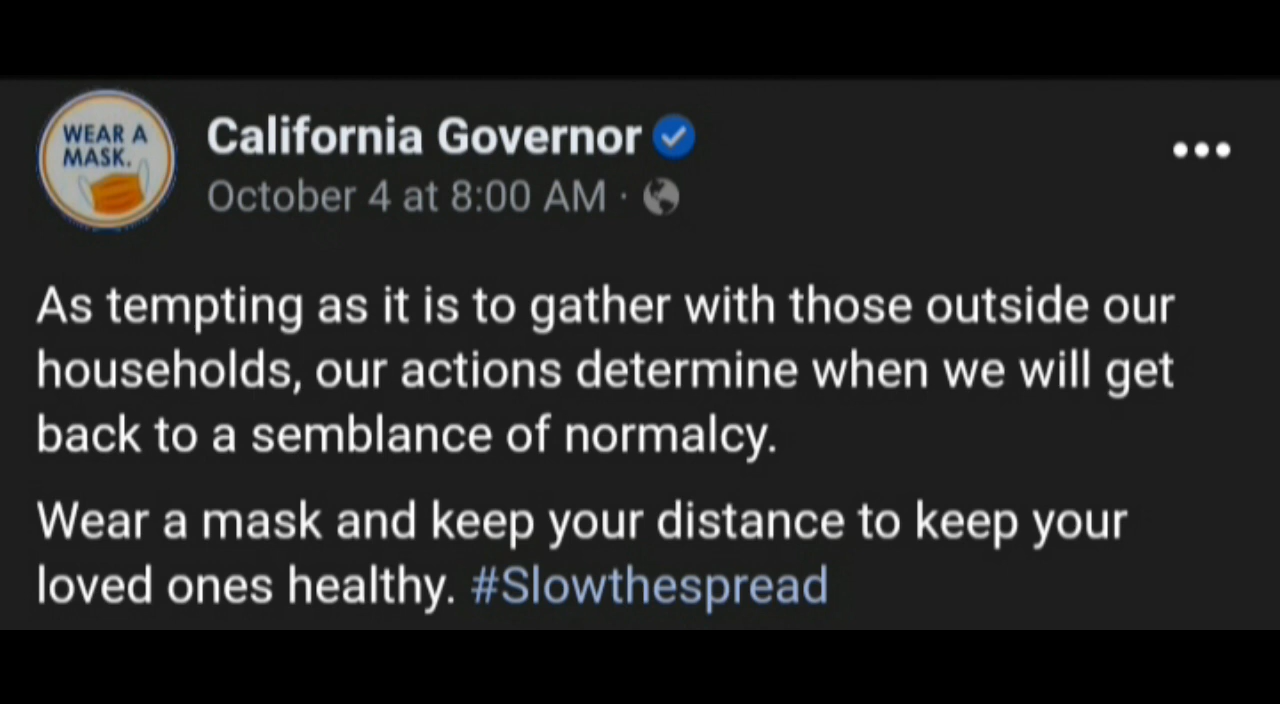 WEAR A
MASK.
California Governor
October 4 at 8:00 AM ·
As tempting as it is to gather with those outside our
households, our actions determine when we will get
back to a semblance of normalcy.
Wear a mask and keep your distance to keep your
loved ones healthy. #Slowthespread